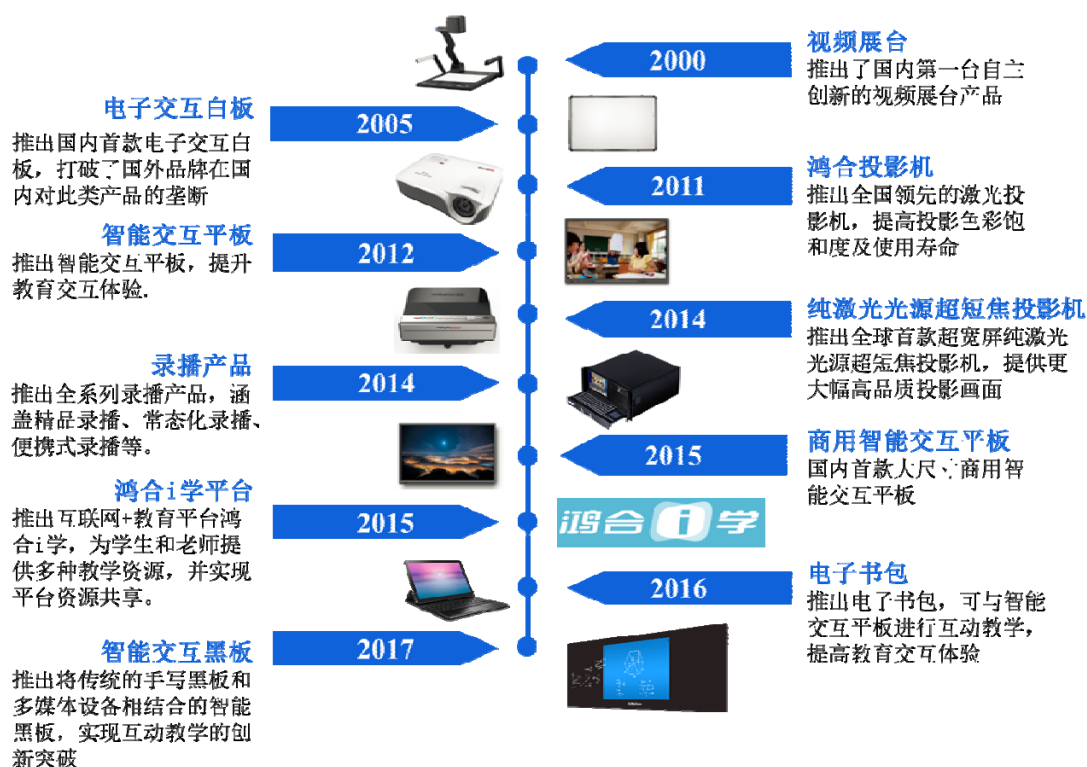 2000
视频展台
推出了国内第一台自主
创新的视频展台产品
电子交互白板
2005
推出国内首款电子交互白
板，打破了国外品牌在国
内对此类产品的垄断
2011
鸿合投影机
推出全国领先的激光投
影机，提高投影色彩饱
和度及使用寿命
智能交互平板
2012
推出智能交互平板，提升
教育交互体验.
2014
纯激光光源超短焦投影机
推出全球首款超宽屏纯激光
光源超短焦投影机，提供更
大幅高品质投影画面
录播产品
2014
推出全系列录播产品，涵
盖精品录播、常态化录播、
便携式录播等。
2015
商用智能交互平板
国内首款大尺寸商用智
能交互平板
鸿合i学平台
2015
推出互联网+教育平台鸿
合i学，为学生和老师提
供多种教学资源，并实现
平台资源共享。
鸿合i学
2016
电子书包
推出电子书包，可与智能
交互平板进行互动教学，
提高教育交互体验
智能交互黑板
2017
推出将传统的手写黑板和
多媒体设备相结合的智能
黑板，实现互动教学的创
新突破